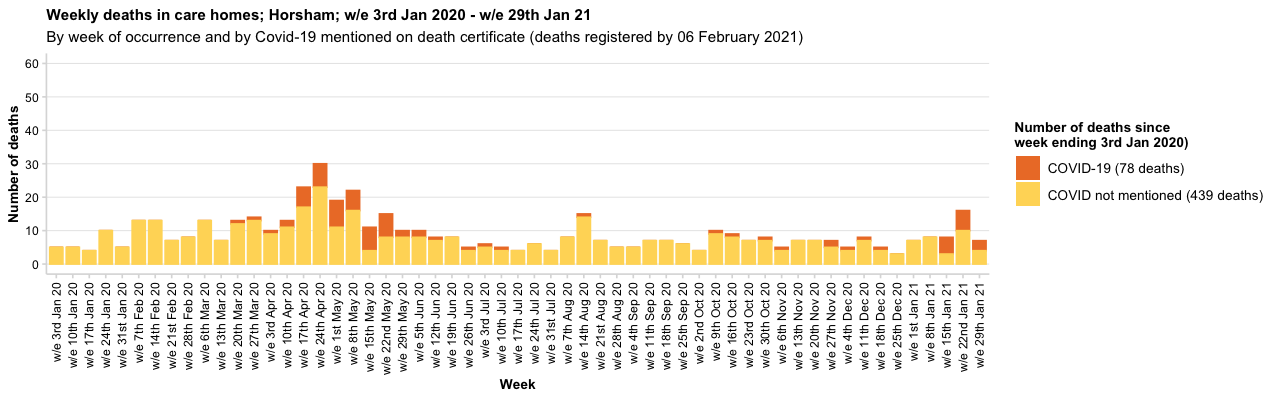 Weekly deaths in care homes; Horsham; w/e 3rd Jan 2020 - w/e 29th Jan 21
By week of occurrence and by Covid-19 mentioned on death certificate (deaths registered by 06 February 2021)
Number of deaths
60
50
40
30
20
10
0
w/e 3rd Jan 20
w/e 10th Jan 20
w/e 17th Jan 20
w/e 24th Jan 20
w/e 31st Jan 20
w/e 7th Feb 20
w/e 14th Feb 20
w/e 21st Feb 20
w/e 28th Feb 20
w/e 6th Mar 20
w/e 13th Mar 20
w/e 20th Mar 20
w/e 27th Mar 20
w/e 3rd Apr 20
w/e 10th Apr 20
w/e 17th Apr 20
w/e 24th Apr 20
w/e 1st May 20
w/e 8th May 20
w/e 15th May 20
w/e 22nd May 20
w/e 29th May 20
w/e 5th Jun 20
w/e 12th Jun 20
w/e 19th Jun 20
w/e 26th Jun 20
w/e 3rd Jul 20
w/e 10th Jul 20
w/e 17th Jul 20
w/e 24th Jul 20
w/e 31st Jul 20
w/e 7th Aug 20
w/e 14th Aug 20
w/e 21st Aug 20
w/e 28th Aug 20
w/e 4th Sep 20
w/e 11th Sep 20
w/e 18th Sep 20
w/e 25th Sep 20
w/e 2nd Oct 20
w/e 9th Oct 20
w/e 16th Oct 20
w/e 23rd Oct 20
w/e 30th Oct 20
w/e 6th Nov 20
w/e 13th Nov 20
w/e 20th Nov 20
w/e 27th Nov 20
w/e 4th Dec 20
w/e 11th Dec 20
w/e 18th Dec 20
w/e 25th Dec 20
w/e 1st Jan 21
w/e 8th Jan 21
w/e 15th Jan 21
w/e 22nd Jan 21
w/e 29th Jan 21
Week
Number of deaths since
week ending 3rd Jan 2020)
COVID-19 (78 deaths)
COVID not mentioned (439 deaths)